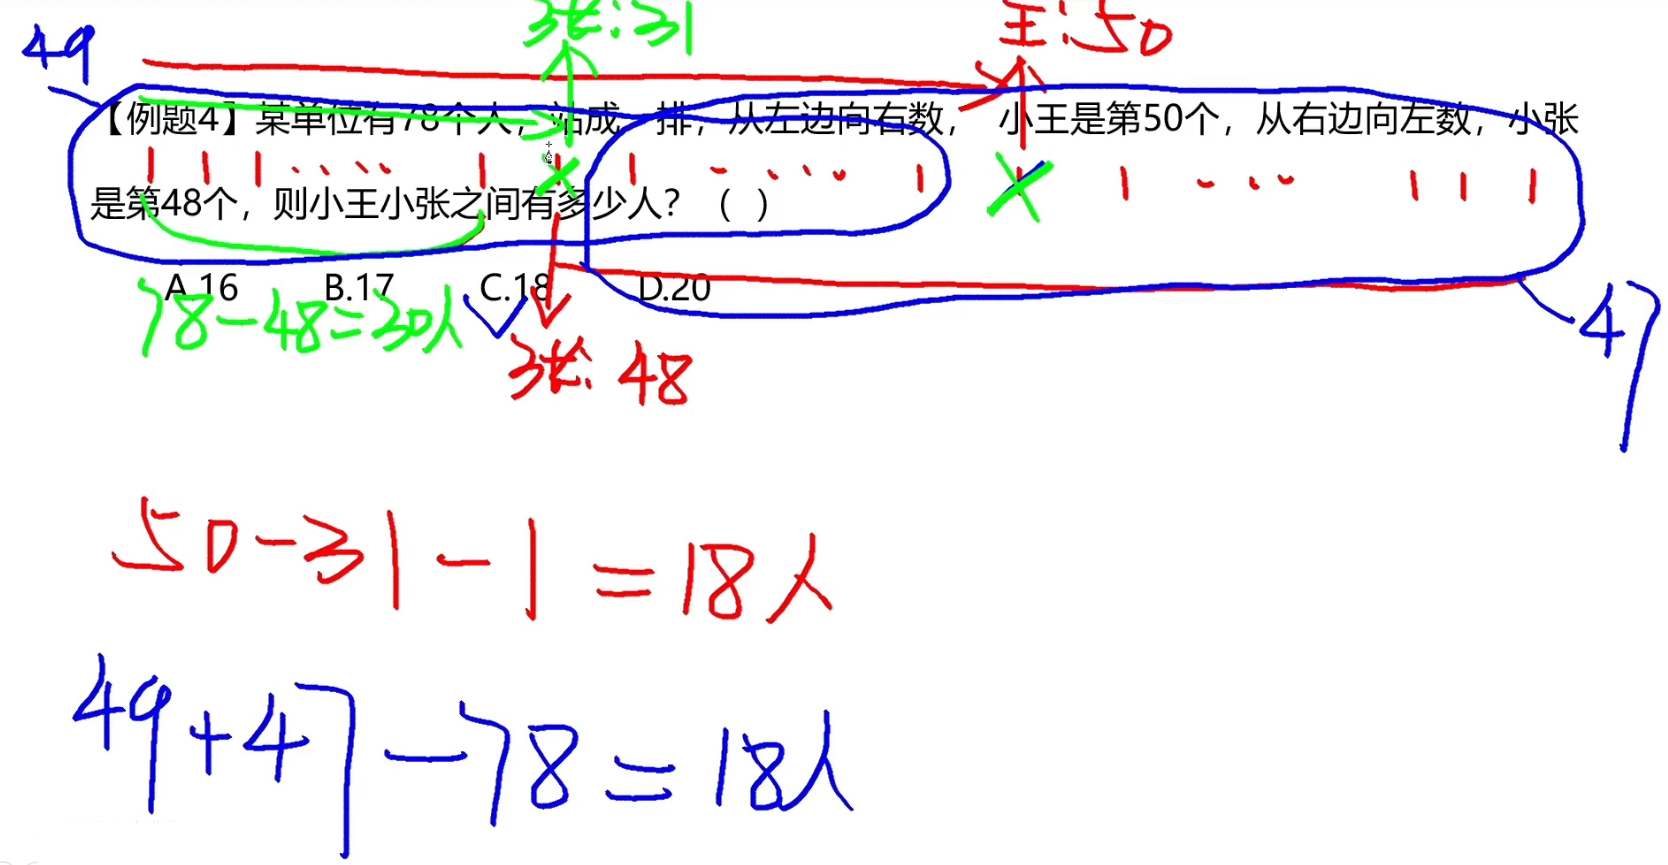 张:31
王:50
49
【例题4】某单位有78个人，站成一排，从左边向右数， 小王是第50个，从右边向左数，小张
是第48个，则小王小张之间有多少人？（ ）
A.16 B.17 C.18 D.20
78-48=30人
47
张: 48
50-31-1=18人
49+47-78=18人